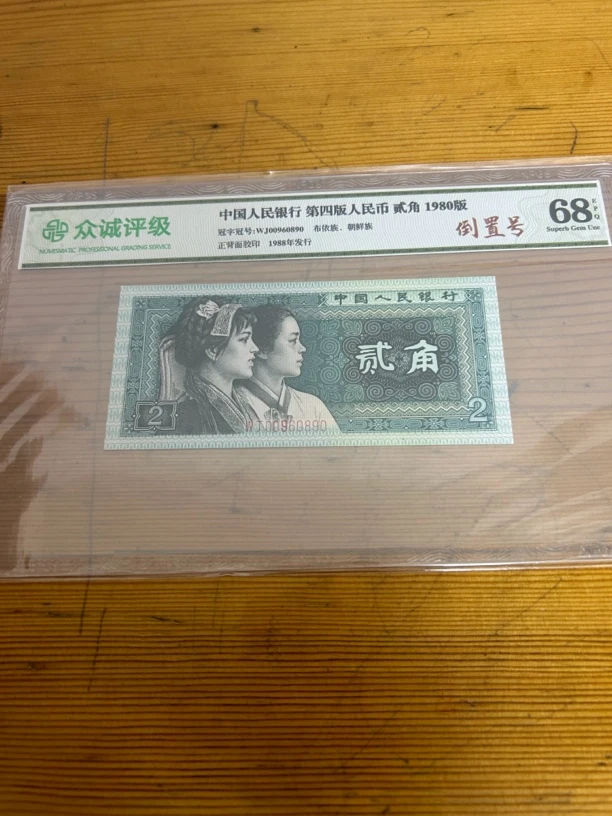 众诚评级
NUMISMATIC PROFESSIONAL GRADING SERVICE
中国人民银行 第四版人民币 贰角 1980版
冠字冠号:WJ00960890 布依族、朝鲜族
正背面胶印 1988年发行
倒置号
68 EPQ
Superb Gem Unc
中国人民银行
贰角
2
WJ00960890
2